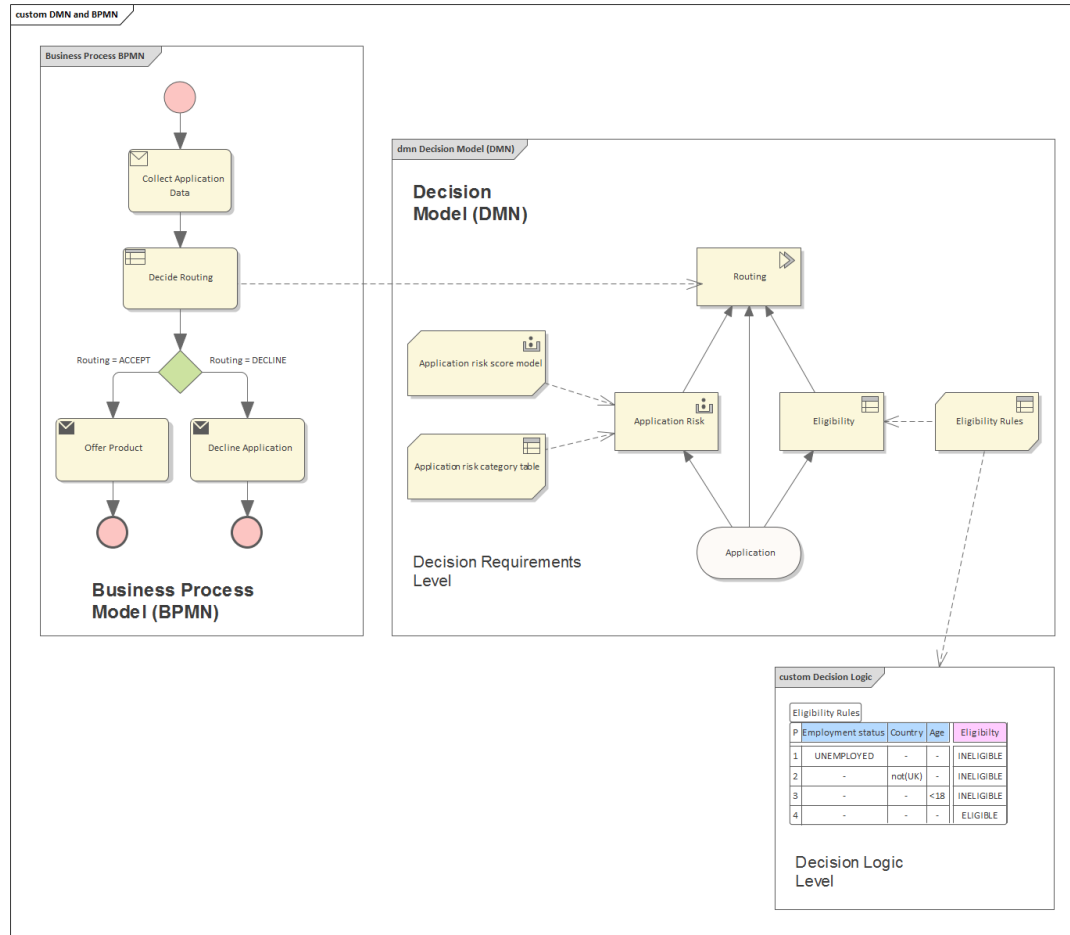 custom DMN and BPMN
Business Process BPMN
Collect Application
Data
Decide Routing
Routing = ACCEPT
Routing = DECLINE
Offer Product
Decline Application
Business Process
Model (BPMN)
dmn Decision Model (DMN)
Decision
Model (DMN)
Routing
Application risk score model
Application Risk
Eligibility
Eligibility Rules
Application risk category table
Application
Decision Requirements
Level
custom Decision Logic
Eligibility Rules
P Employment status Country Age Eligibilty
1 UNEMPLOYED - - INELIGIBLE
2 - not(UK) - INELIGIBLE
3 - - <18 INELIGIBLE
4 - - - ELIGIBLE
Decision Logic
Level